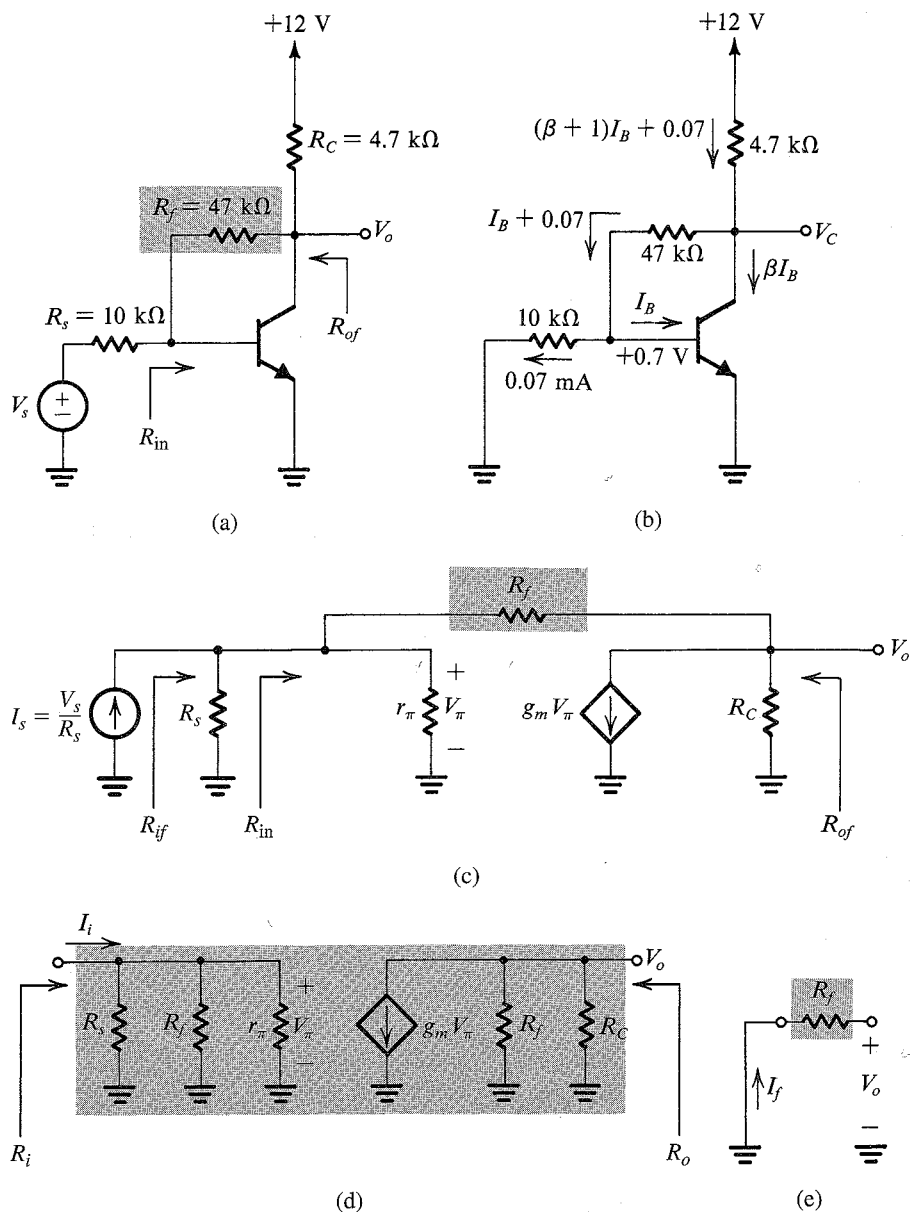 +12 V
R_C = 4.7 kΩ
R_f = 47 kΩ
V_o
R_s = 10 kΩ
R_of
V_s
+
−
R_in
(a)
+12 V
(β + 1)I_B + 0.07
4.7 kΩ
I_B + 0.07
47 kΩ
V_C
βI_B
10 kΩ
I_B
+0.7 V
0.07 mA
(b)
R_f
V_o
I_s = V_s/R_s
R_s
r_π
+
V_π
−
g_m V_π
R_C
R_if
R_in
R_of
(c)
I_i
V_o
R_s
R_f
r_π
+
V_π
−
g_m V_π
R_f
R_C
R_i
R_o
(d)
R_f
+
I_f
V_o
−
(e)